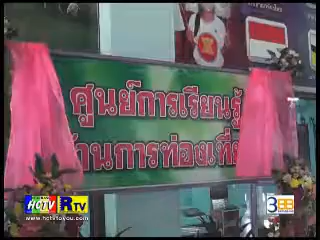 ศูนย์การเรียนรู้
ด้านการท่องเที่ยว
HCTV RTV
www.hctvtoyou.com